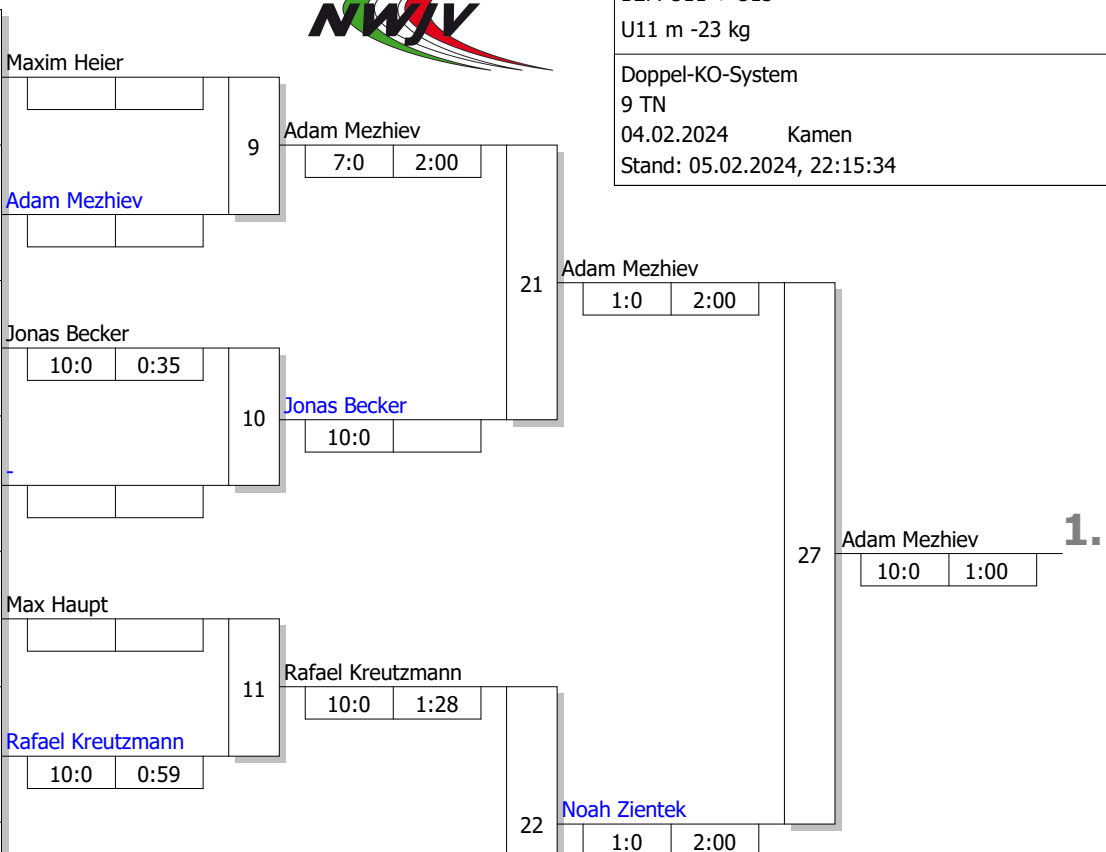 NWJV
U11 m -23 kg
Doppel-KO-System
9 TN
04.02.2024 Kamen
Stand: 05.02.2024, 22:15:34
Maxim Heier
9
Adam Mezhiev
7:0 2:00
Adam Mezhiev
21
Adam Mezhiev
1:0 2:00
Jonas Becker
10:0 0:35
10
Jonas Becker
10:0
-
27
Adam Mezhiev
1.
10:0 1:00
Max Haupt
11
Rafael Kreutzmann
10:0 1:28
Rafael Kreutzmann
10:0 0:59
22
Noah Zientek
1:0 2:00